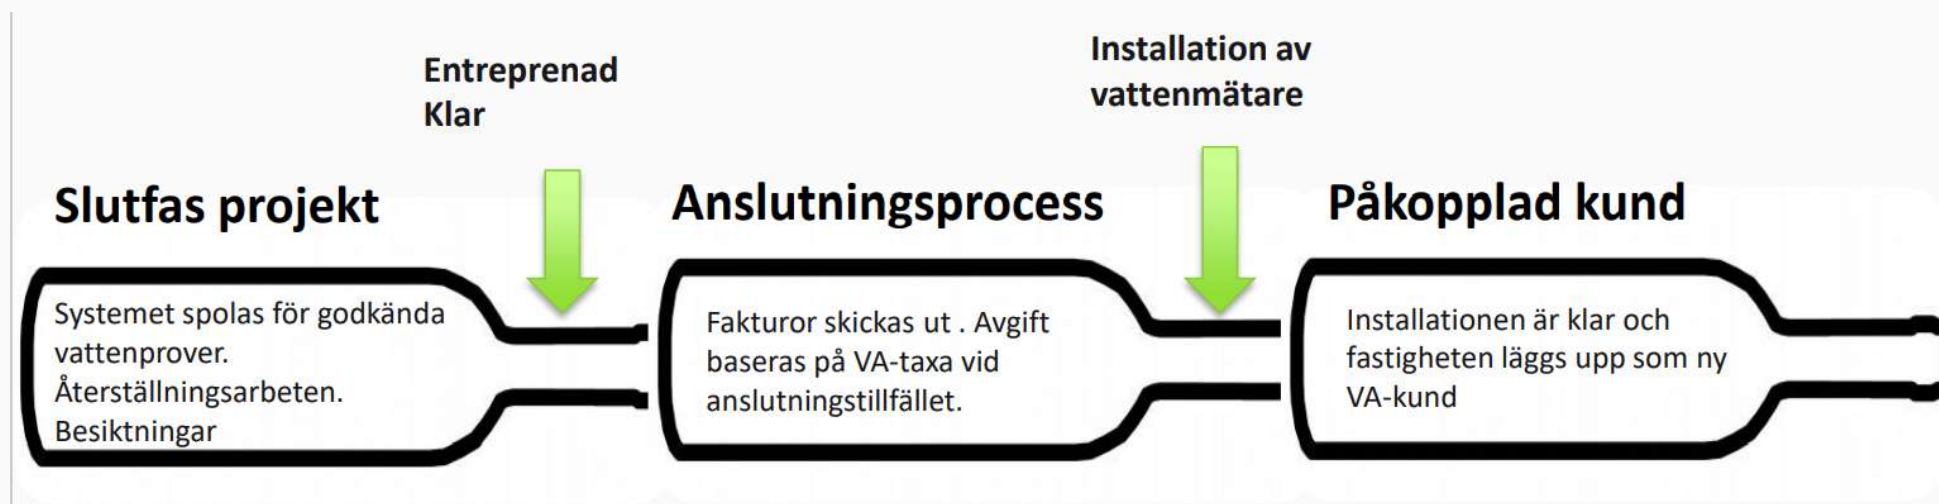 Entreprenad
Klar
Installation av
vattenmätare
Slutfas projekt
Anslutningsprocess
Påkopplad kund
Systemet spolas för godkända
vattenprover.
Återställningsarbeten.
Besiktningar
Fakturor skickas ut . Avgift
baseras på VA-taxa vid
anslutningstillfället.
Installationen är klar och
fastigheten läggs upp som ny
VA-kund